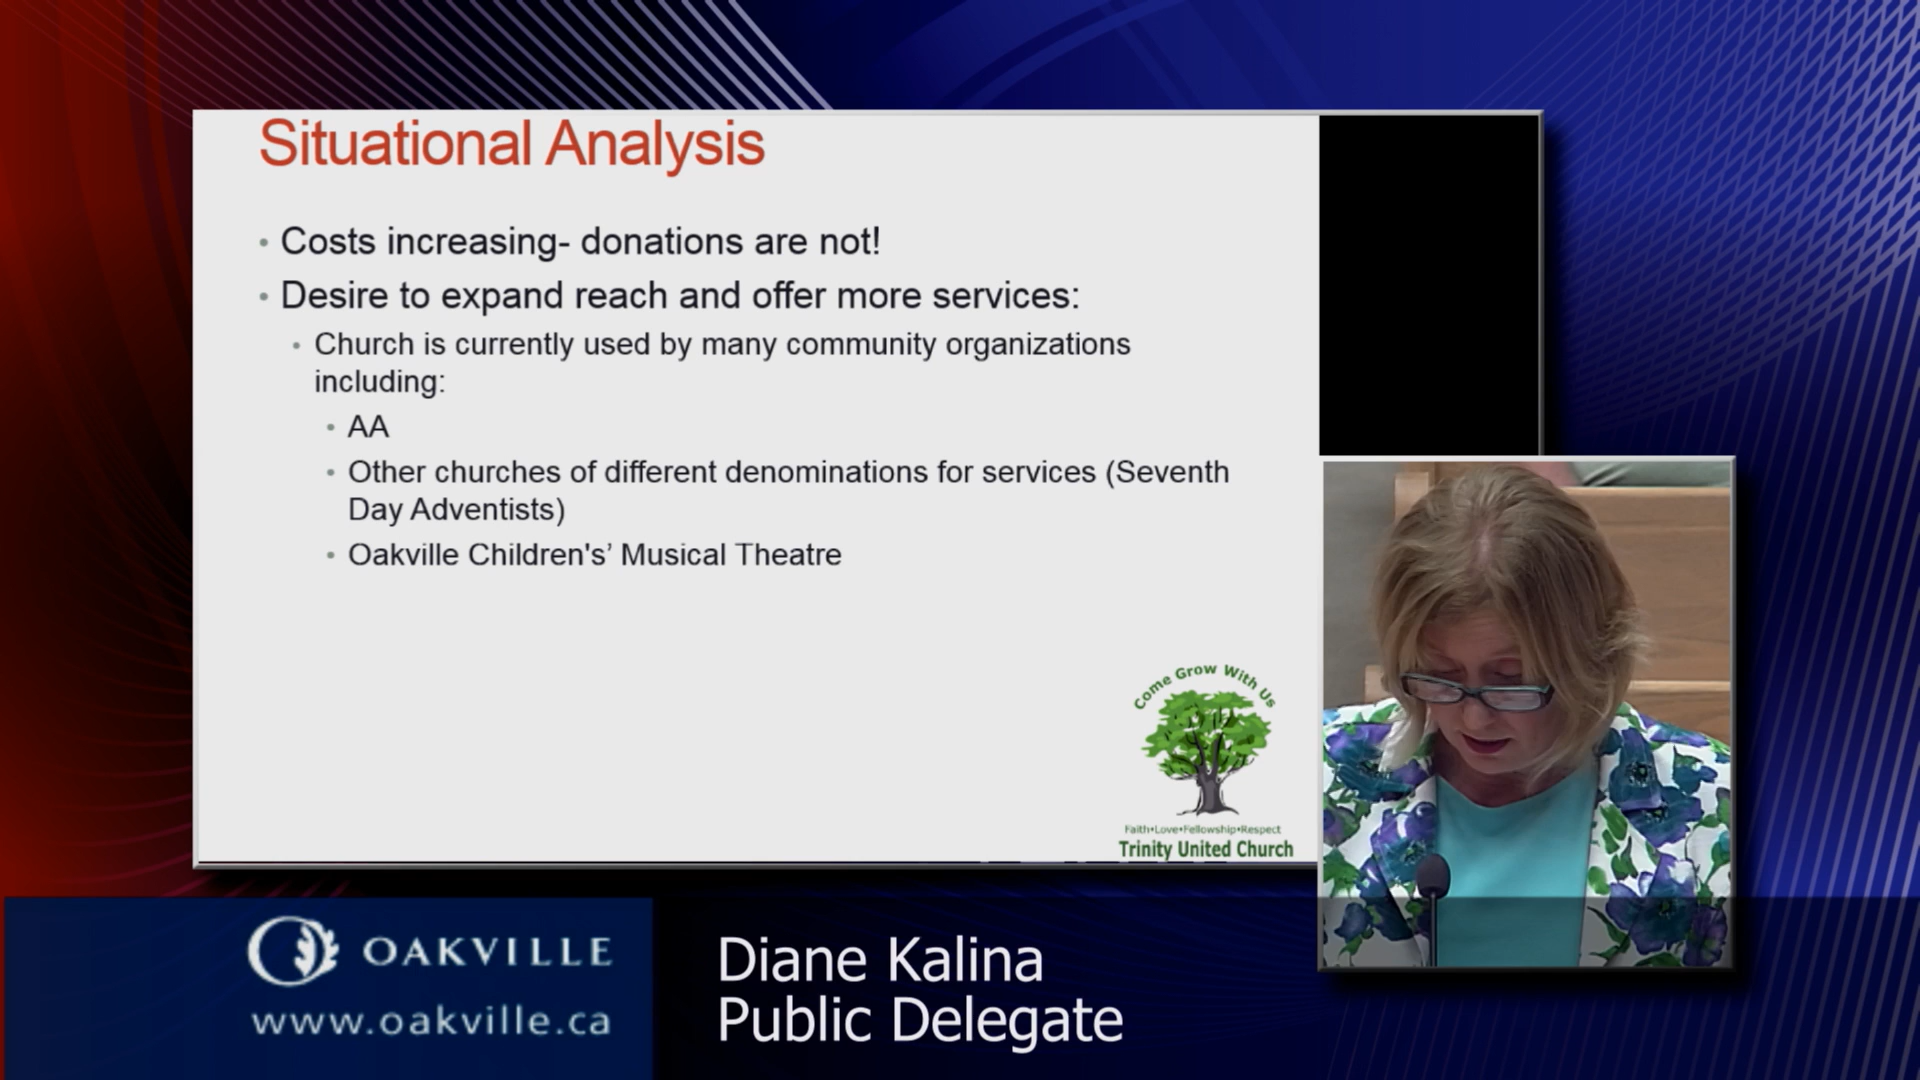 Situational Analysis
• Costs increasing- donations are not!
• Desire to expand reach and offer more services:
• Church is currently used by many community organizations
including:
• AA
• Other churches of different denominations for services (Seventh
Day Adventists)
• Oakville Children's’ Musical Theatre
Come Grow With Us
Faith•Love•Fellowship•Respect
Trinity United Church
OAKVILLE
www.oakville.ca
Diane Kalina
Public Delegate